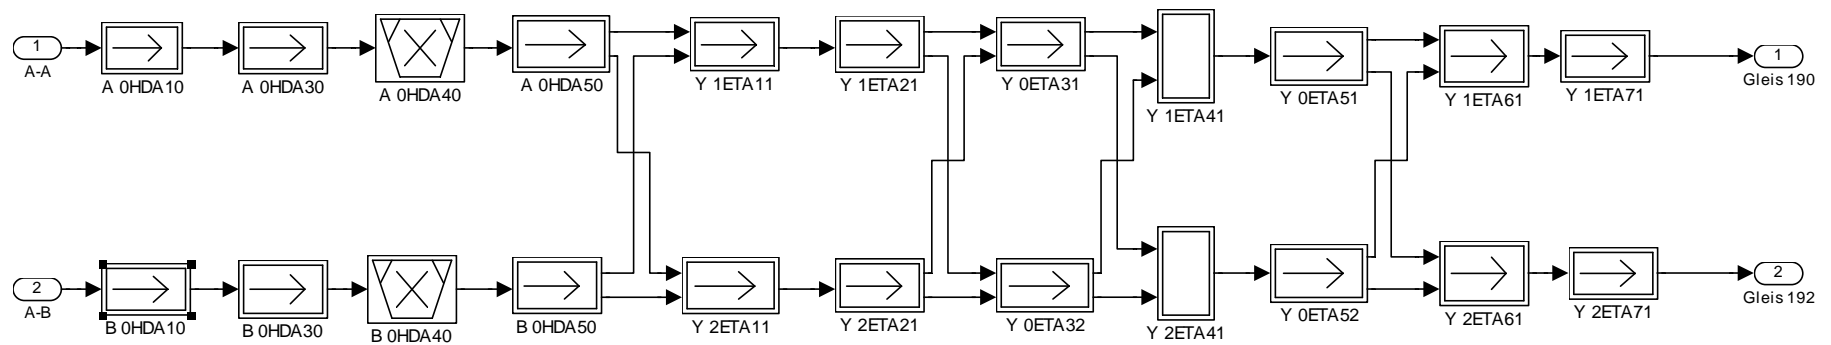 1
A-A
A 0HDA10
A 0HDA30
A 0HDA40
A 0HDA50
Y 1ETA11
Y 1ETA21
Y 0ETA31
Y 1ETA41
Y 0ETA51
Y 1ETA61
Y 1ETA71
1
Gleis 190
2
A-B
B 0HDA10
B 0HDA30
B 0HDA40
B 0HDA50
Y 2ETA11
Y 2ETA21
Y 0ETA32
Y 2ETA41
Y 0ETA52
Y 2ETA61
Y 2ETA71
2
Gleis 192